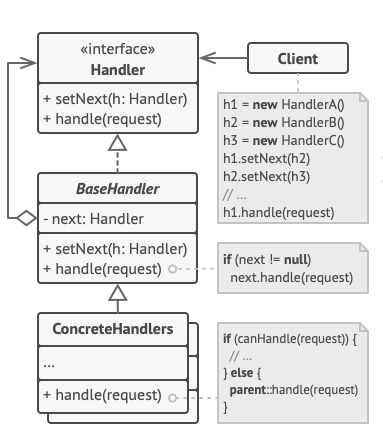 «interface»
Handler
+ setNext(h: Handler)
+ handle(request)
Client
h1 = new HandlerA()
h2 = new HandlerB()
h3 = new HandlerC()
h1.setNext(h2)
h2.setNext(h3)
// ...
h1.handle(request)
BaseHandler
- next: Handler
+ setNext(h: Handler)
+ handle(request)
if (next != null)
next.handle(request)
ConcreteHandlers
...
+ handle(request)
if (canHandle(request)) {
// ...
} else {
parent::handle(request)
}